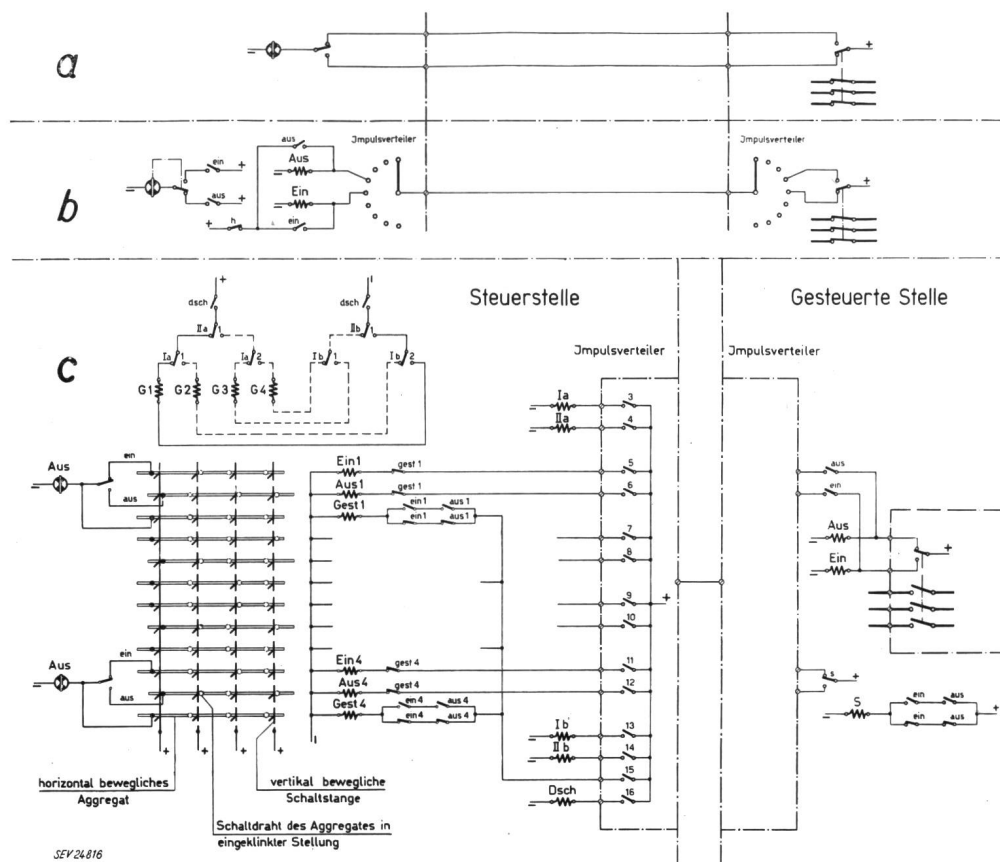 a
+
b
ein
+
aus
+
+
h
aus
Aus
Ein
ein
Jmpulsverteiler
Jmpulsverteiler
+
c
+
dsch
IIa 1
Ia 1
Ia 2
G1 G2 G3 G4
dsch
IIb 1
Ib 1
Ib 2
Steuerstelle
Gesteuerte Stelle
Jmpulsverteiler
Jmpulsverteiler
Ia 3
IIa 4
Aus
ein
aus
Ein1 gest 1 5
Aus1 gest 1 6
Gest1 ein1 aus 1
ein1 aus1
7
8
9
+
10
Ein4 gest 4 11
Aus4 gest 4 12
Gest4 ein 4 aus 4
ein 4 aus 4
Ib 13
IIb 14
15
Dsch 16
Aus
ein
aus
+ + + +
aus
ein
Aus
Ein
+
s +
S ein aus +
ein aus
horizontal bewegliches
Aggregat
vertikal bewegliche
Schaltstange
Schaltdraht des Aggregates in
eingeklinkter Stellung
SEV 24816